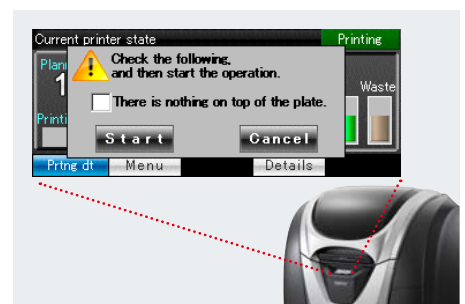 Current printer state
Printing
Check the following,
and then start the operation.
1
Waste
There is nothing on top of the plate.
Start
Cancel
Prtng dt
Menu
Details